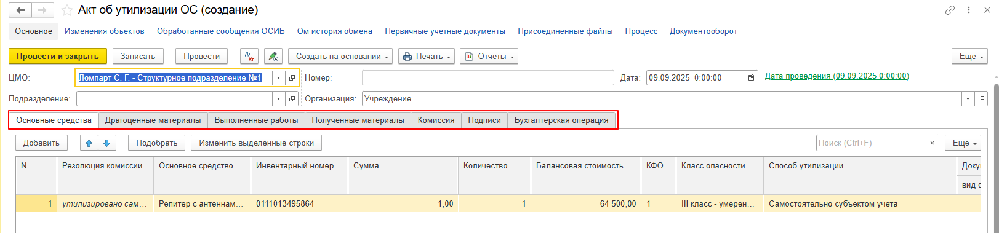 Акт об утилизации ОС (создание)
Основное Изменения объектов Обработанные сообщения ОСИБ Ом история обмена Первичные учетные документы Присоединенные файлы Процесс Документооборот
Провести и закрыть Записать Провести Дт Кт Создать на основании Печать Отчеты Еще
ЦМО: Ломпарт С. Г. - Структурное подразделение №1 Номер: Дата: 09.09.2025 0:00:00 Дата проведения (09.09.2025 0:00:00)
Подразделение: Организация: Учреждение
Основные средства Драгоценные материалы Выполненные работы Полученные материалы Комиссия Подписи Бухгалтерская операция
Добавить Подобрать Изменить выделенные строки Поиск (Ctrl+F) × Еще
N Резолюция комиссии Основное средство Инвентарный номер Сумма Количество Балансовая стоимость КФО Класс опасности Способ утилизации Доку
вид с
1 утилизировано сам... Репитер с антеннам... 0111013495864 1,00 1 64 500,00 1 III класс - умерен... Самостоятельно субъектом учета